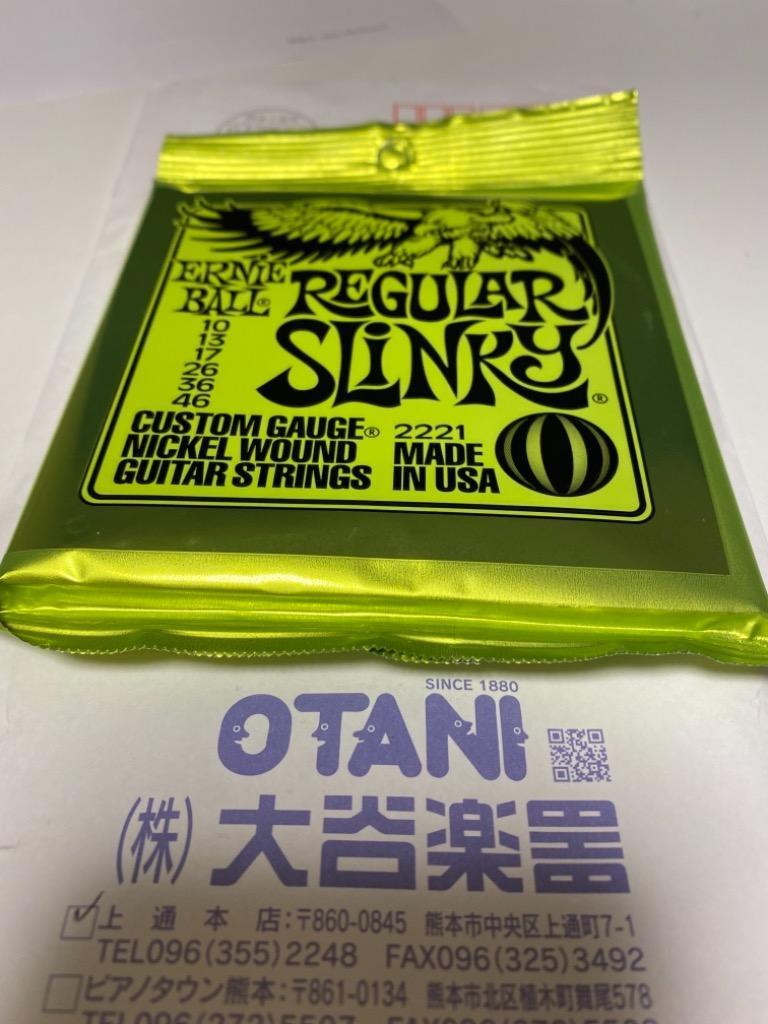 ERNIE BALL®
REGULAR
SLINKY®
10
13
17
26
36
46
CUSTOM GAUGE®
NICKEL WOUND
GUITAR STRINGS
2221
MADE
IN USA
SINCE 1880
OTANI
(株)大谷楽器
上通本店:〒860-0845 熊本市中央区上通町7-1
TEL096(355)2248 FAX096(325)3492
ピアノタウン熊本:〒861-0134 熊本市北区植木町舞尾578